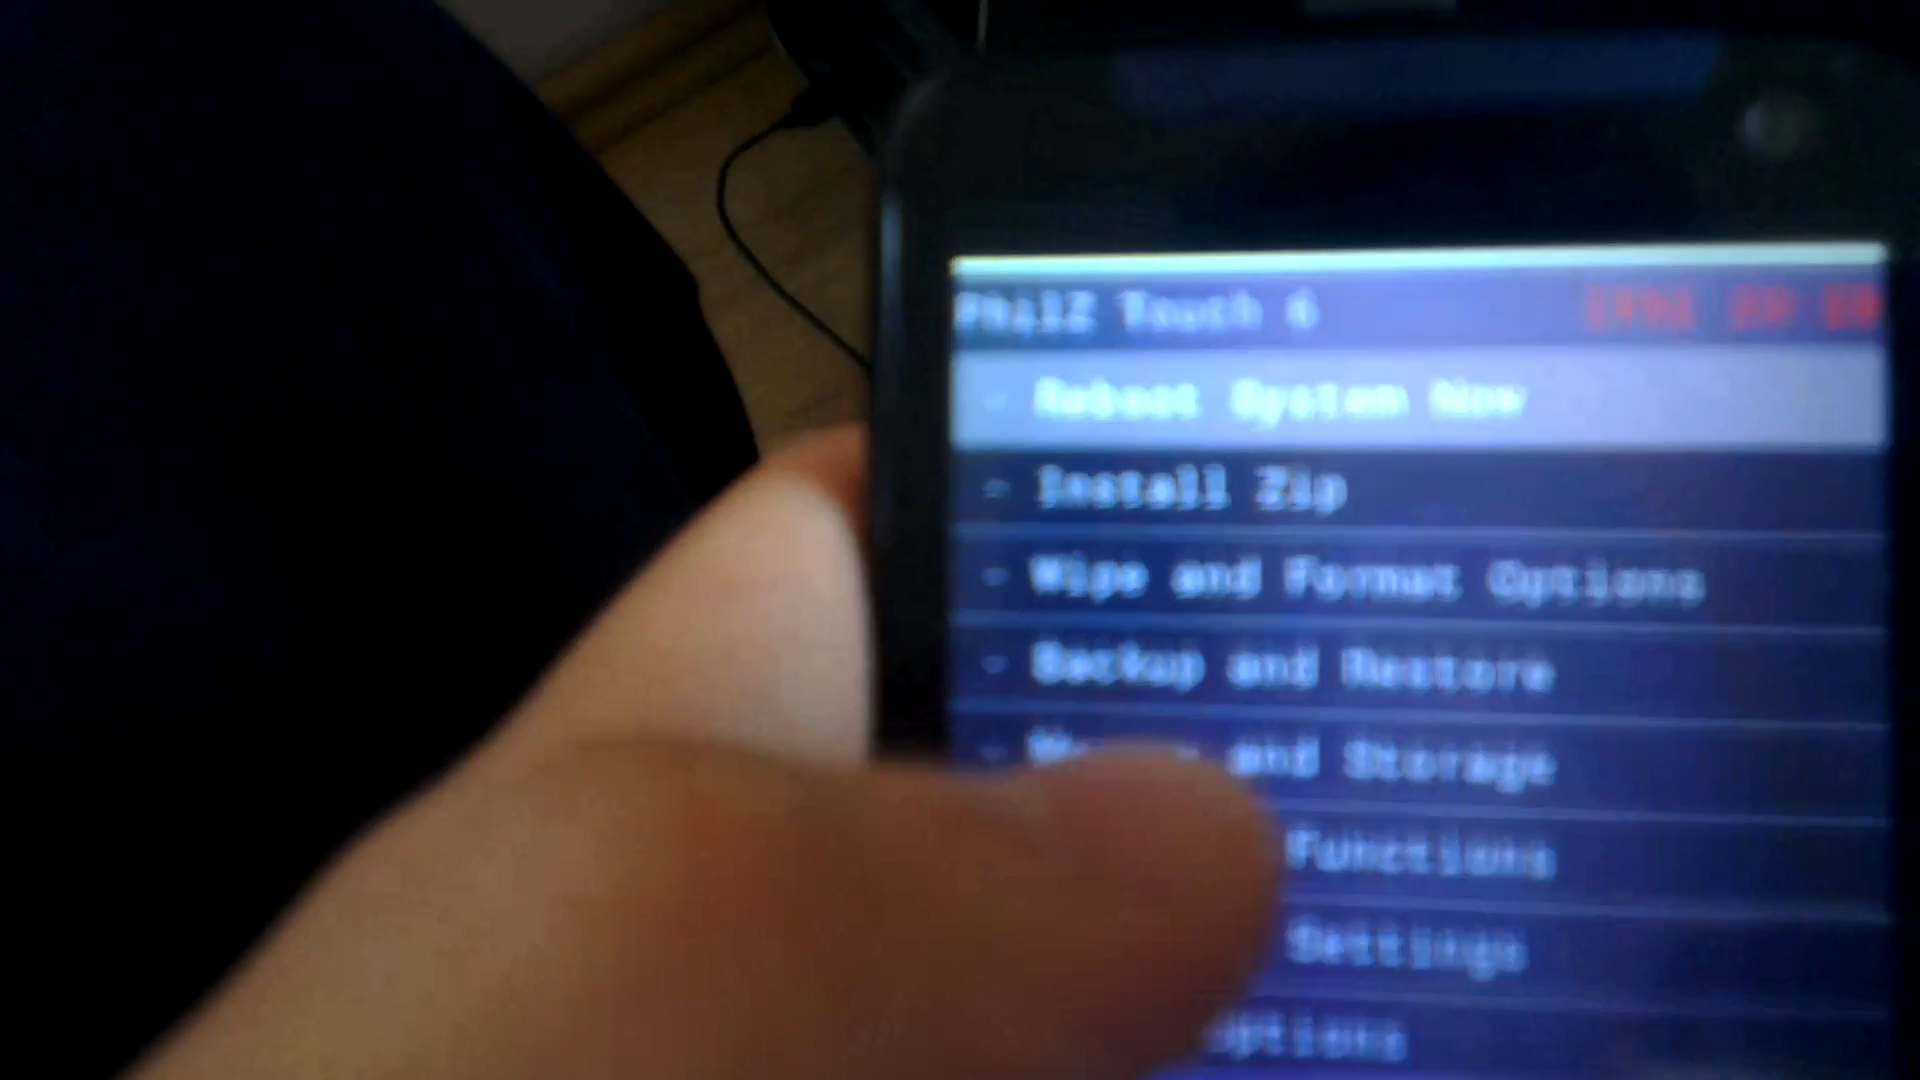 PhilZ Touch 6
- Reboot System Now
- Install Zip
- Wipe and Format Options
- Backup and Restore
- and Storage
Functions
Settings
Options